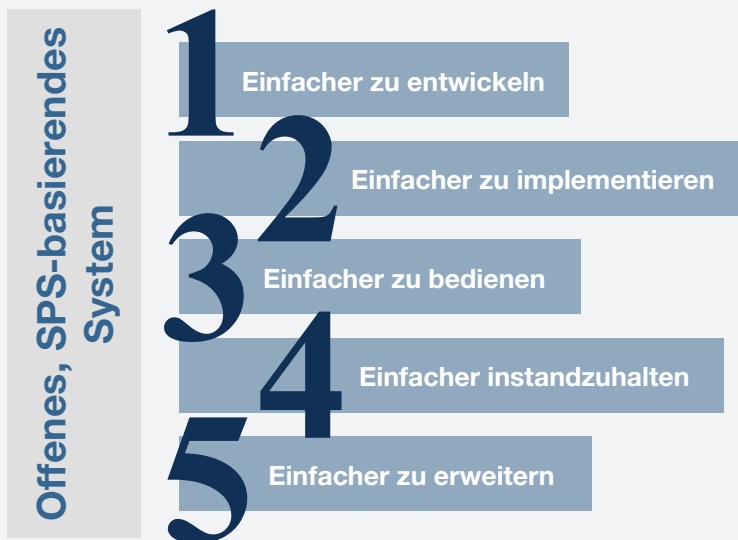 Offenes, SPS-basierendes
System
1
Einfacher zu entwickeln
2
Einfacher zu implementieren
3
Einfacher zu bedienen
4
Einfacher instandzuhalten
5
Einfacher zu erweitern